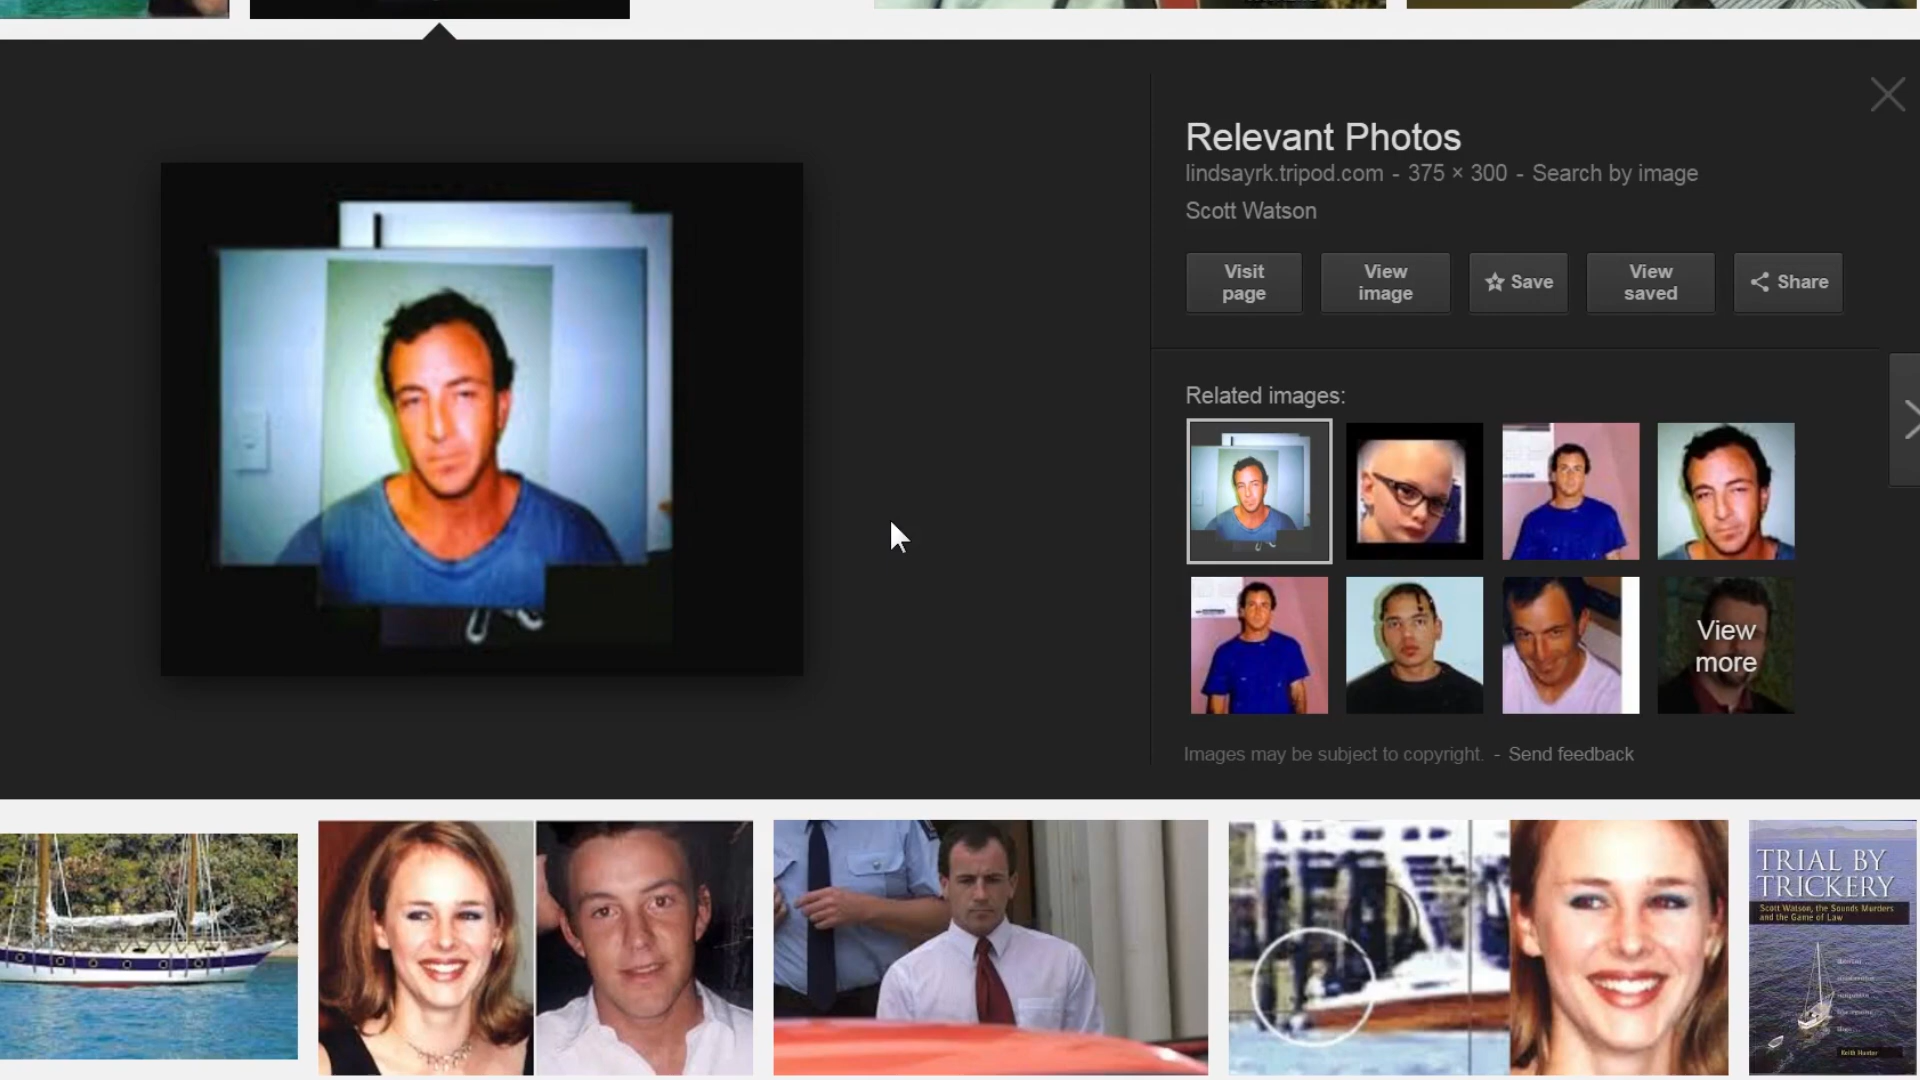 Relevant Photos
lindsayrk.tripod.com - 375 × 300 - Search by image
Scott Watson
Visit page
View image
Save
View saved
Share
Related images:
View more
Images may be subject to copyright. - Send feedback
TRIAL BY
TRICKERY
Scott Watson, the Sounds Murders
and the Game of Law
Keith Hunter